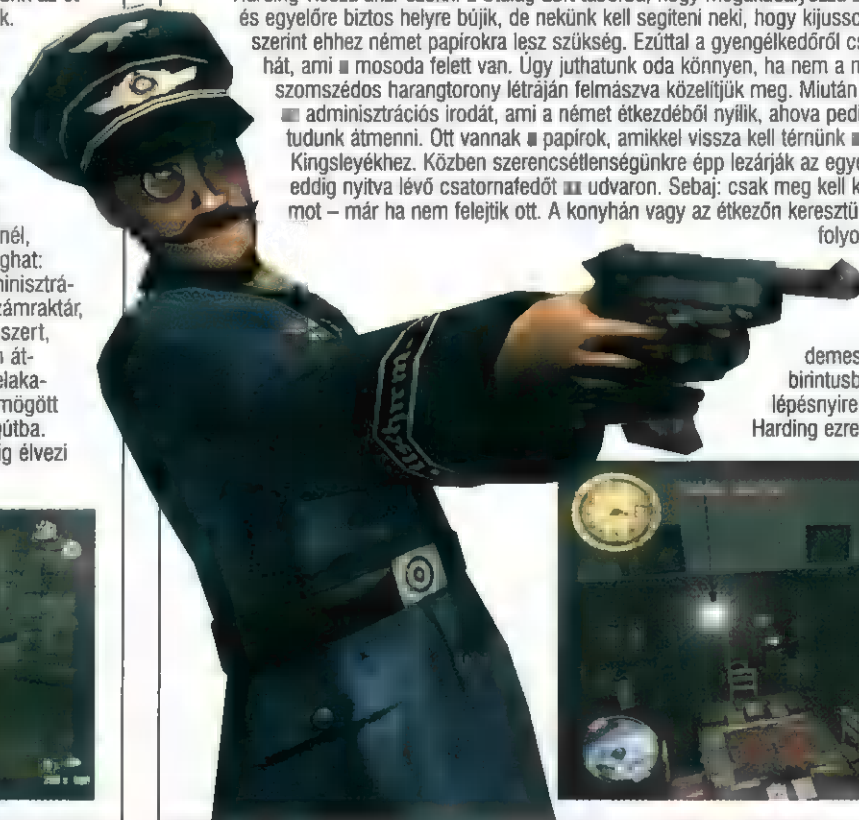 k.
és egyelőre biztos helyre bújik, de nekünk kell segíteni neki, hogy kijusso
szerint ehhez német papírokra lesz szükség. Ezúttal a gyengélkedőről cs
hát, ami a mosoda felett van. Úgy juthatunk oda könnyen, ha nem a n
szomszédos harangtorony létráján felmászva közelítjük meg. Miután
adminisztrációs irodát, ami a német étkezdéből nyílik, ahova ped
tudunk átmenni. Ott vannak a papírok, amikkel vissza kell térnünk
Kingsleyékhez. Közben szerencsétlenségünkre épp lezárják az egye
eddig nyitva lévő csatornafedőt udvaron. Sebaj: csak meg kell k
mot – már ha nem felejtik ott. A konyhán vagy az étkezőn keresztü
folyo
demes
birintusb
lépésnyire
Harding ezre
nél,
ghat:
minisztrá-
zámraktár,
szert,
n át-
elaka-
mögött
gútba.
ig élvezi